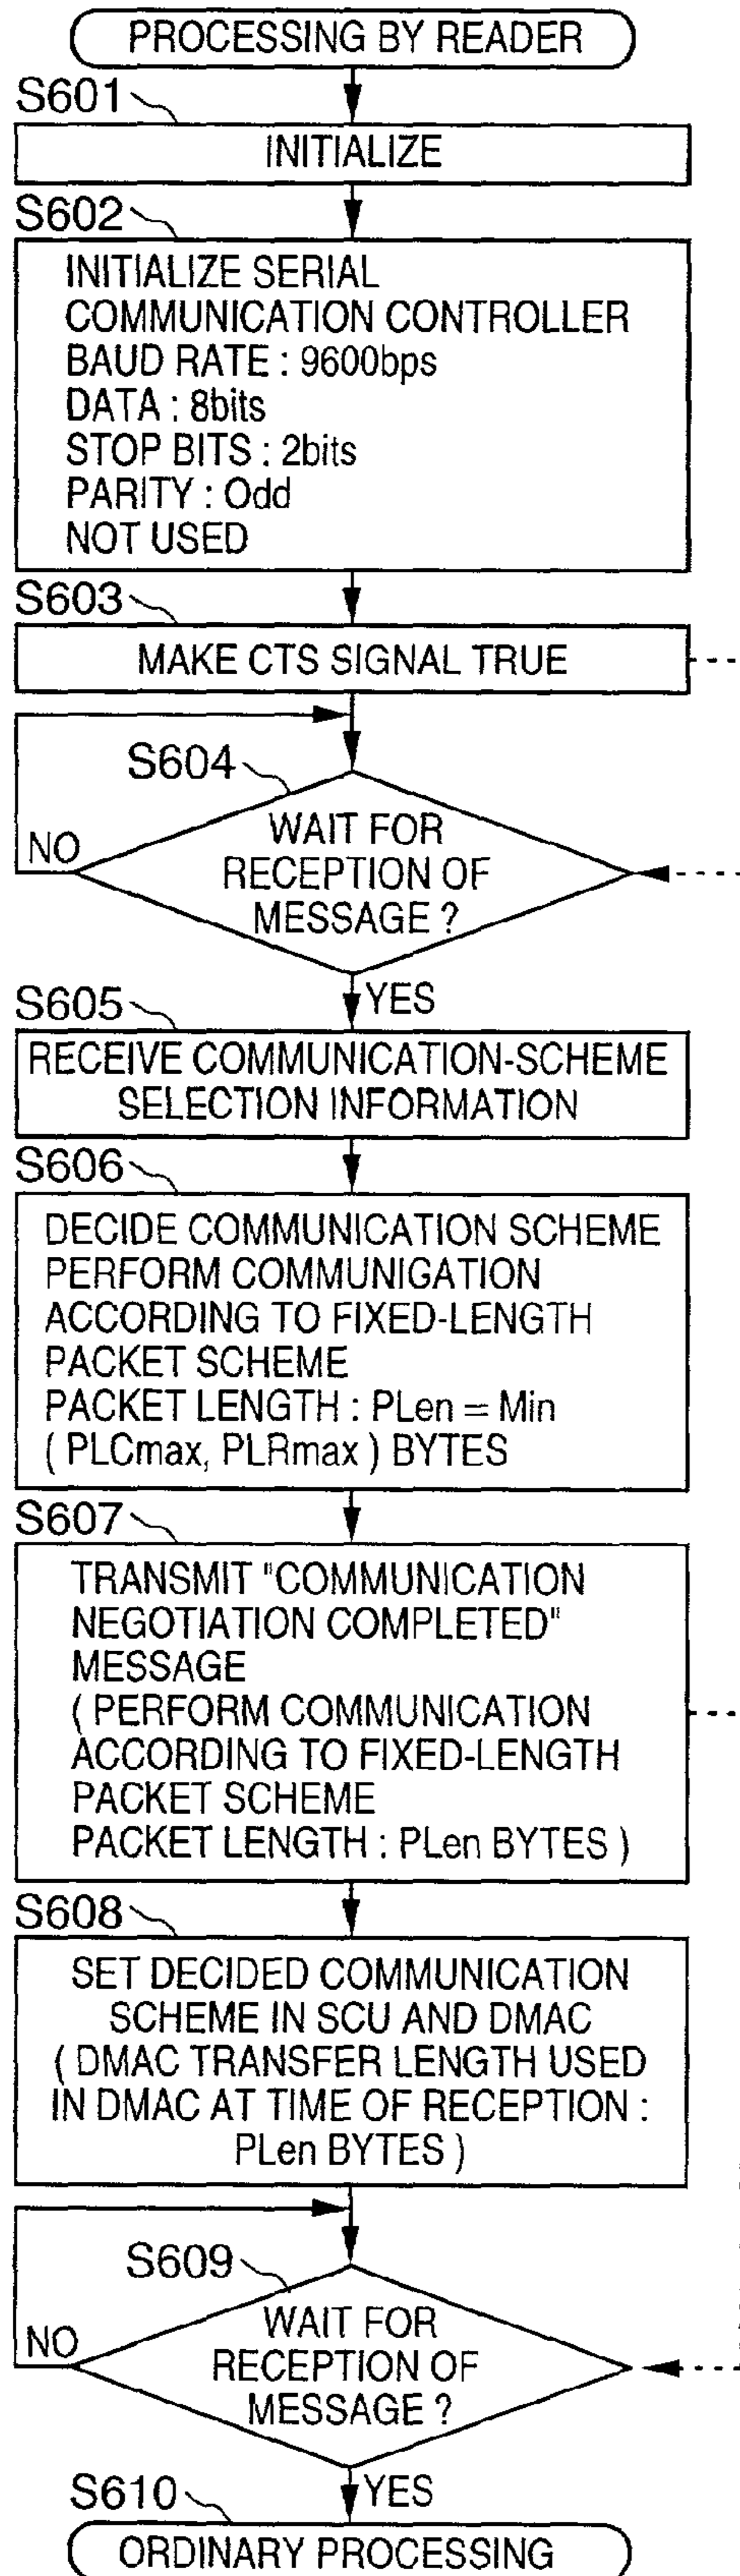 PROCESSING BY READER
S601
INITIALIZE
S602
INITIALIZE SERIAL
COMMUNICATION CONTROLLER
BAUD RATE : 9600bps
DATA : 8bits
STOP BITS : 2bits
PARITY : Odd
NOT USED
S603
MAKE CTS SIGNAL TRUE
S604
WAIT FOR
RECEPTION OF
MESSAGE ?
NO
YES
S605
RECEIVE COMMUNICATION-SCHEME
SELECTION INFORMATION
S606
DECIDE COMMUNICATION SCHEME
PERFORM COMMUNIGATION
ACCORDING TO FIXED-LENGTH
PACKET SCHEME
PACKET LENGTH : PLen = Min
( PLCmax, PLRmax ) BYTES
S607
TRANSMIT "COMMUNICATION
NEGOTIATION COMPLETED"
MESSAGE
( PERFORM COMMUNICATION
ACCORDING TO FIXED-LENGTH
PACKET SCHEME
PACKET LENGTH : PLen BYTES )
S608
SET DECIDED COMMUNICATION
SCHEME IN SCU AND DMAC
( DMAC TRANSFER LENGTH USED
IN DMAC AT TIME OF RECEPTION :
PLen BYTES )
S609
WAIT FOR
RECEPTION OF
MESSAGE ?
NO
YES
S610
ORDINARY PROCESSING